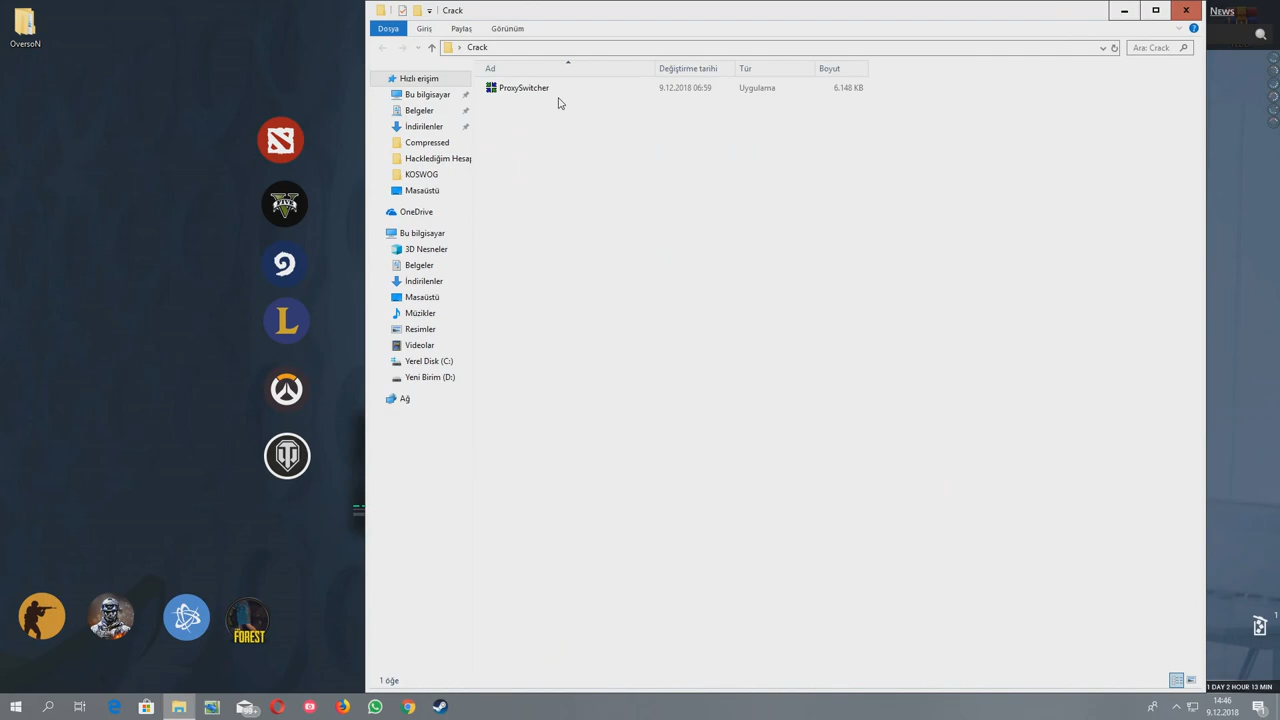 OversoN
Crack
News
Dosya
Giriş
Paylaş
Görünüm
Crack
Ara: Crack
Ad
Değiştirme tarihi
Tür
Boyut
ProxySwitcher
9.12.2018 06:59
Uygulama
6.148 KB
Hızlı erişim
Bu bilgisayar
Belgeler
İndirilenler
Compressed
Hacklediğim Hesap
KOSWOG
Masaüstü
OneDrive
Bu bilgisayar
3D Nesneler
Belgeler
İndirilenler
Masaüstü
Müzikler
Resimler
Videolar
Yerel Disk (C:)
Yeni Birim (D:)
Ağ
FOREST
1 öğe
1
1 DAY 2 HOUR 13 MIN
99+
14:46
9.12.2018
1